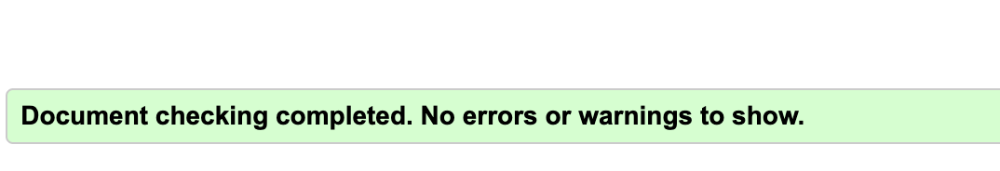 Document checking completed. No errors or warnings to show.